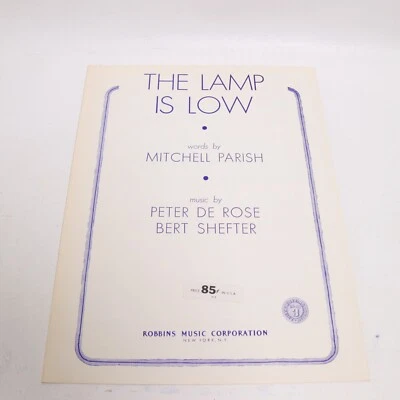 THE LAMP
IS LOW
words by
MITCHELL PARISH
music by
PETER DE ROSE
BERT SHEFTER
85¢
ROBBINS MUSIC CORPORATION
NEW YORK, N.Y.